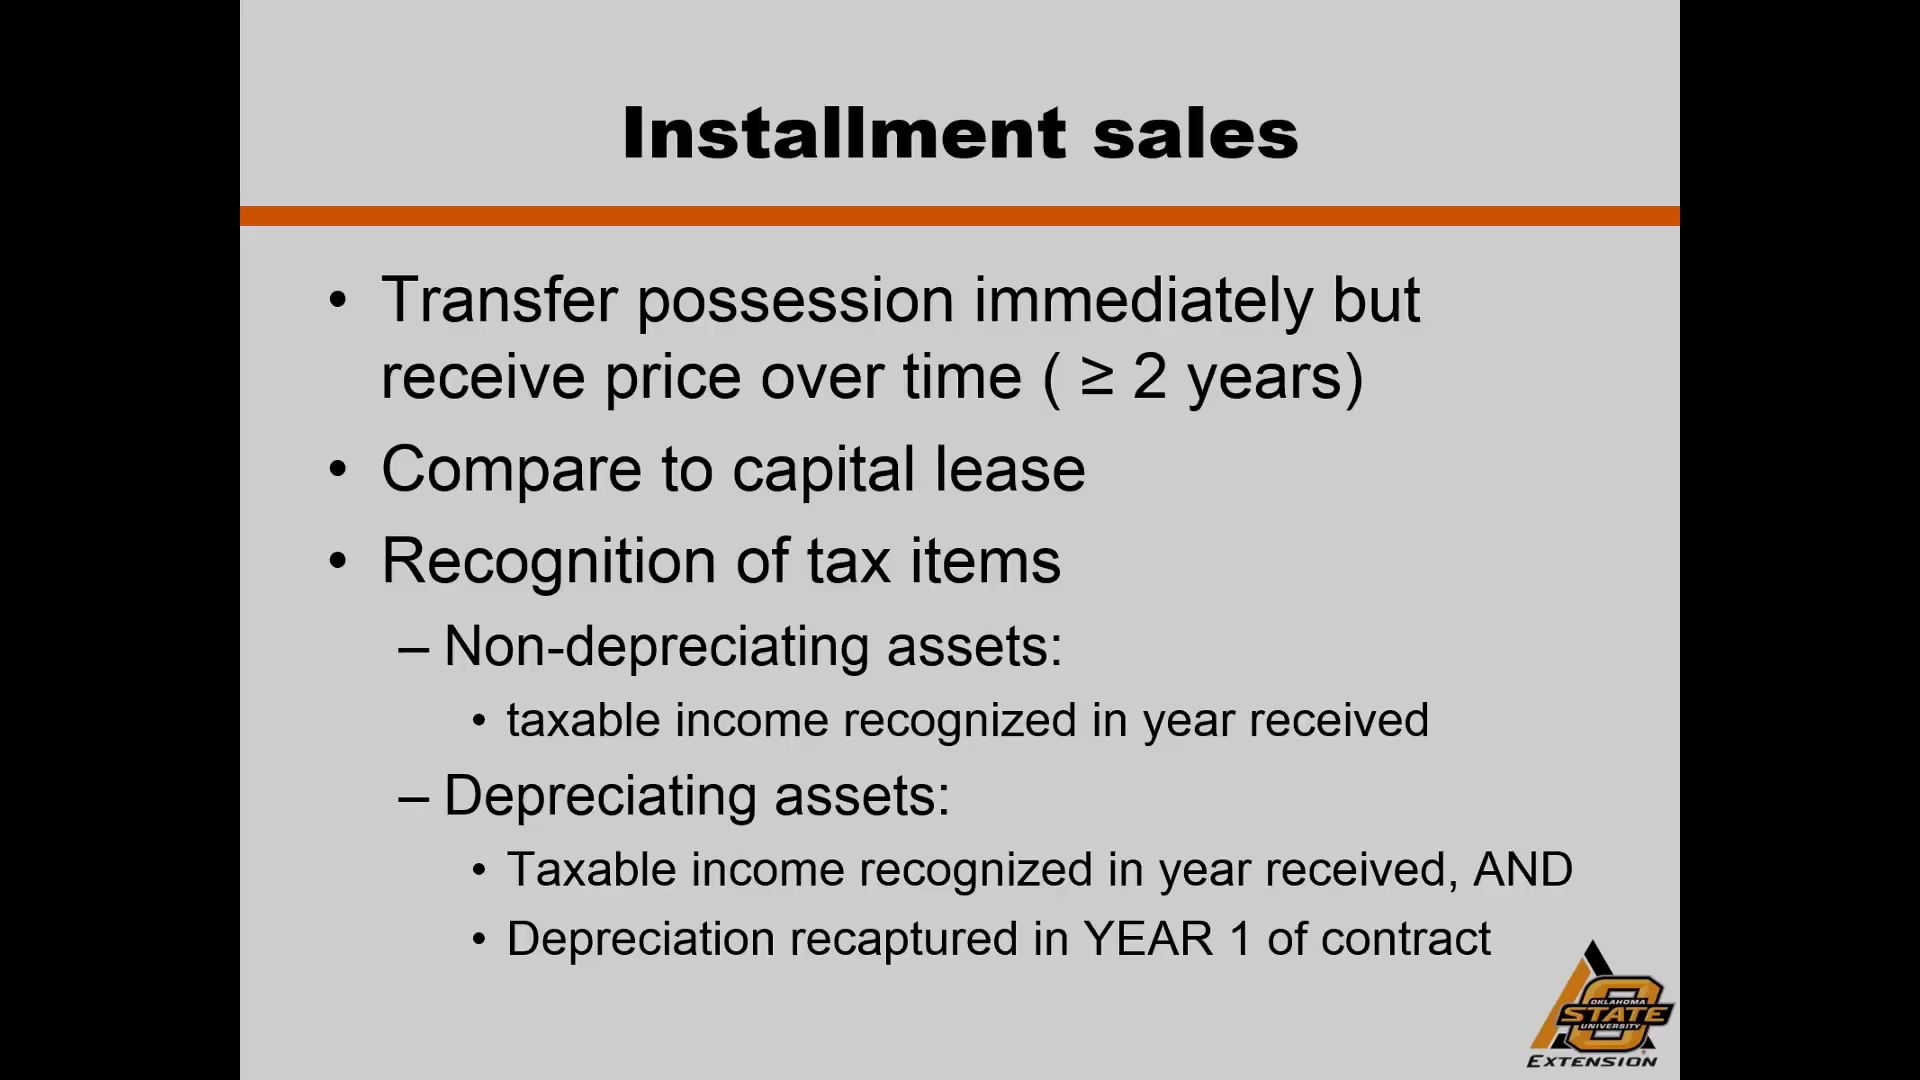 Installment sales
• Transfer possession immediately but
receive price over time ( ≥ 2 years)
• Compare to capital lease
• Recognition of tax items
– Non-depreciating assets:
• taxable income recognized in year received
– Depreciating assets:
• Taxable income recognized in year received, AND
• Depreciation recaptured in YEAR 1 of contract
OKLAHOMA
STATE
UNIVERSITY
EXTENSION